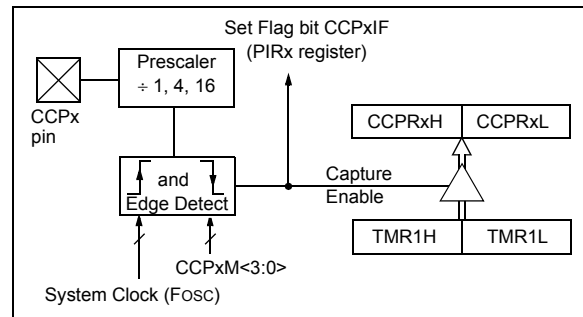 Set Flag bit CCPxIF
(PIRx register)
Prescaler
÷ 1, 4, 16
CCPx
pin
CCPRxH
CCPRxL
and
Edge Detect
Capture
Enable
TMR1H
TMR1L
CCPxM<3:0>
System Clock (FOSC)